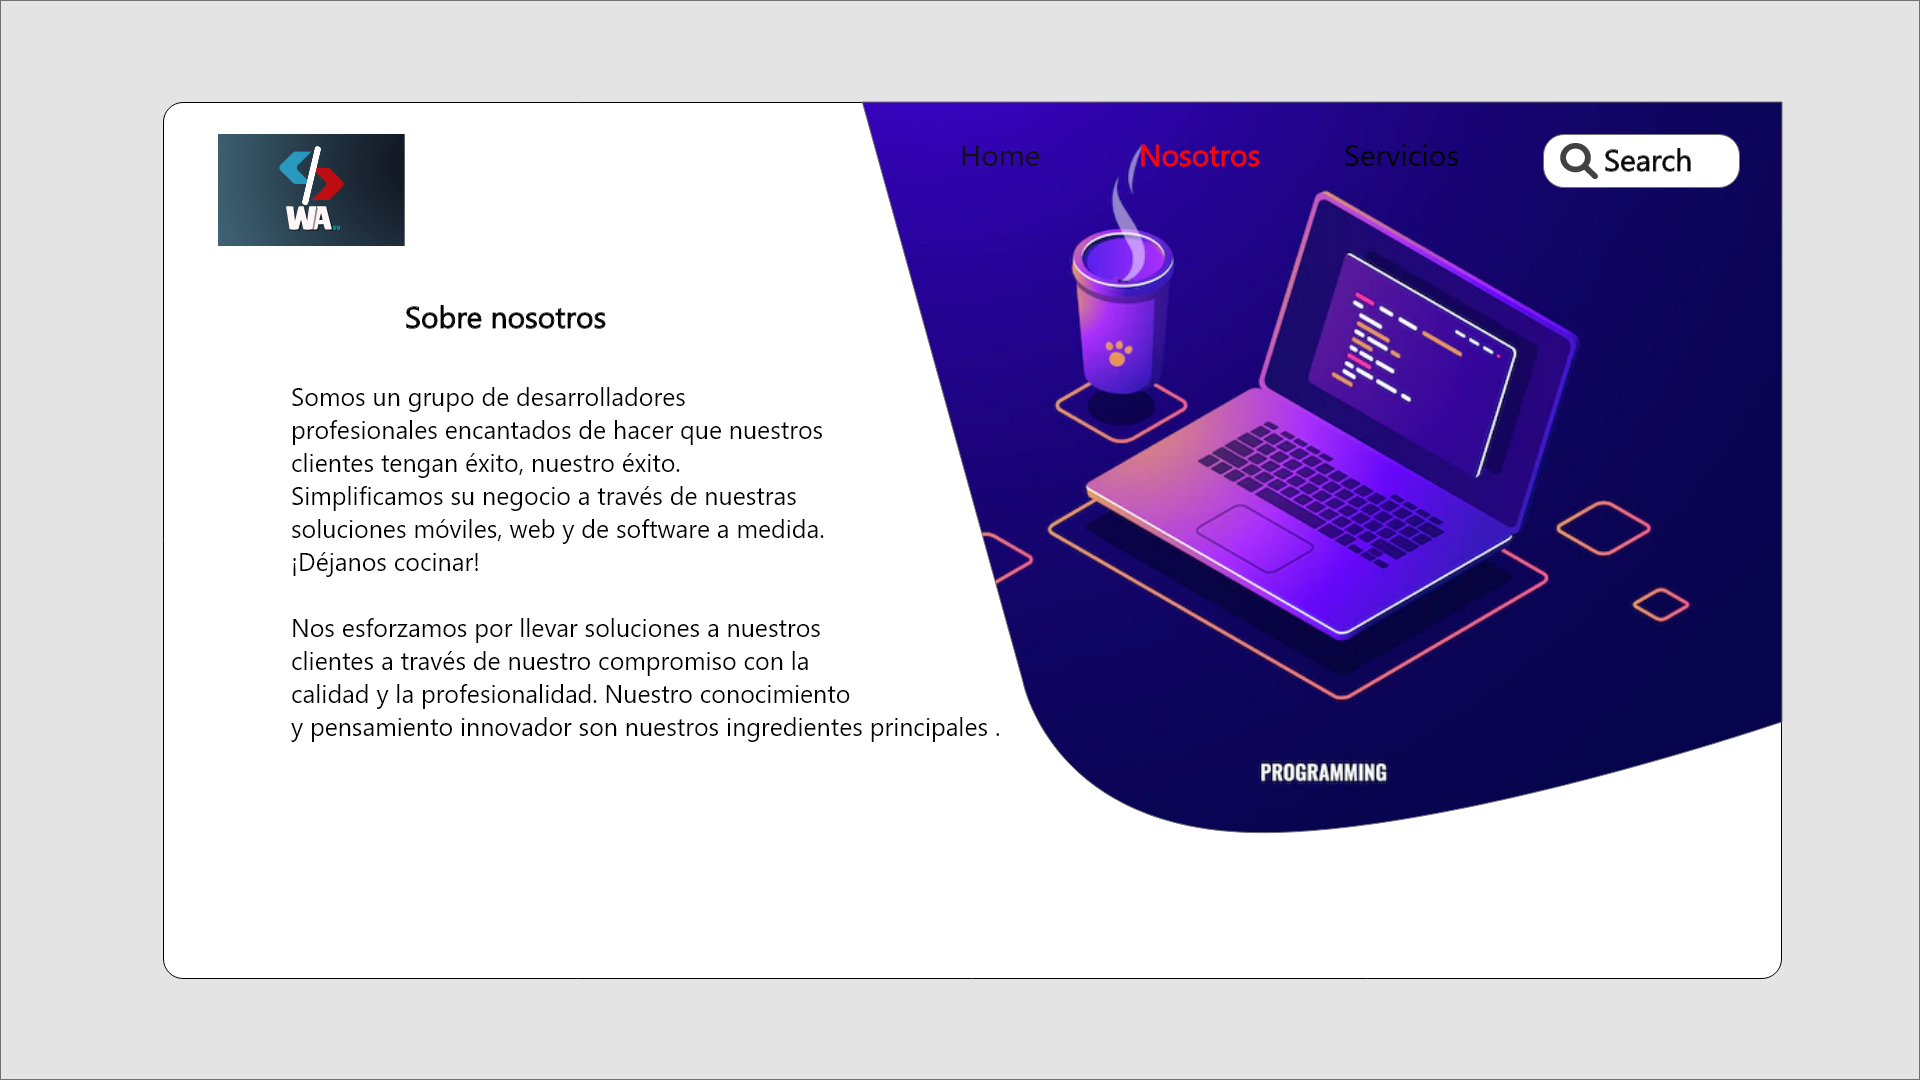 WA
Home
Nosotros
Servicios
Search
Sobre nosotros
Somos un grupo de desarrolladores
profesionales encantados de hacer que nuestros
clientes tengan éxito, nuestro éxito.
Simplificamos su negocio a través de nuestras
soluciones móviles, web y de software a medida.
¡Déjanos cocinar!
Nos esforzamos por llevar soluciones a nuestros
clientes a través de nuestro compromiso con la
calidad y la profesionalidad. Nuestro conocimiento
y pensamiento innovador son nuestros ingredientes principales .
PROGRAMMING